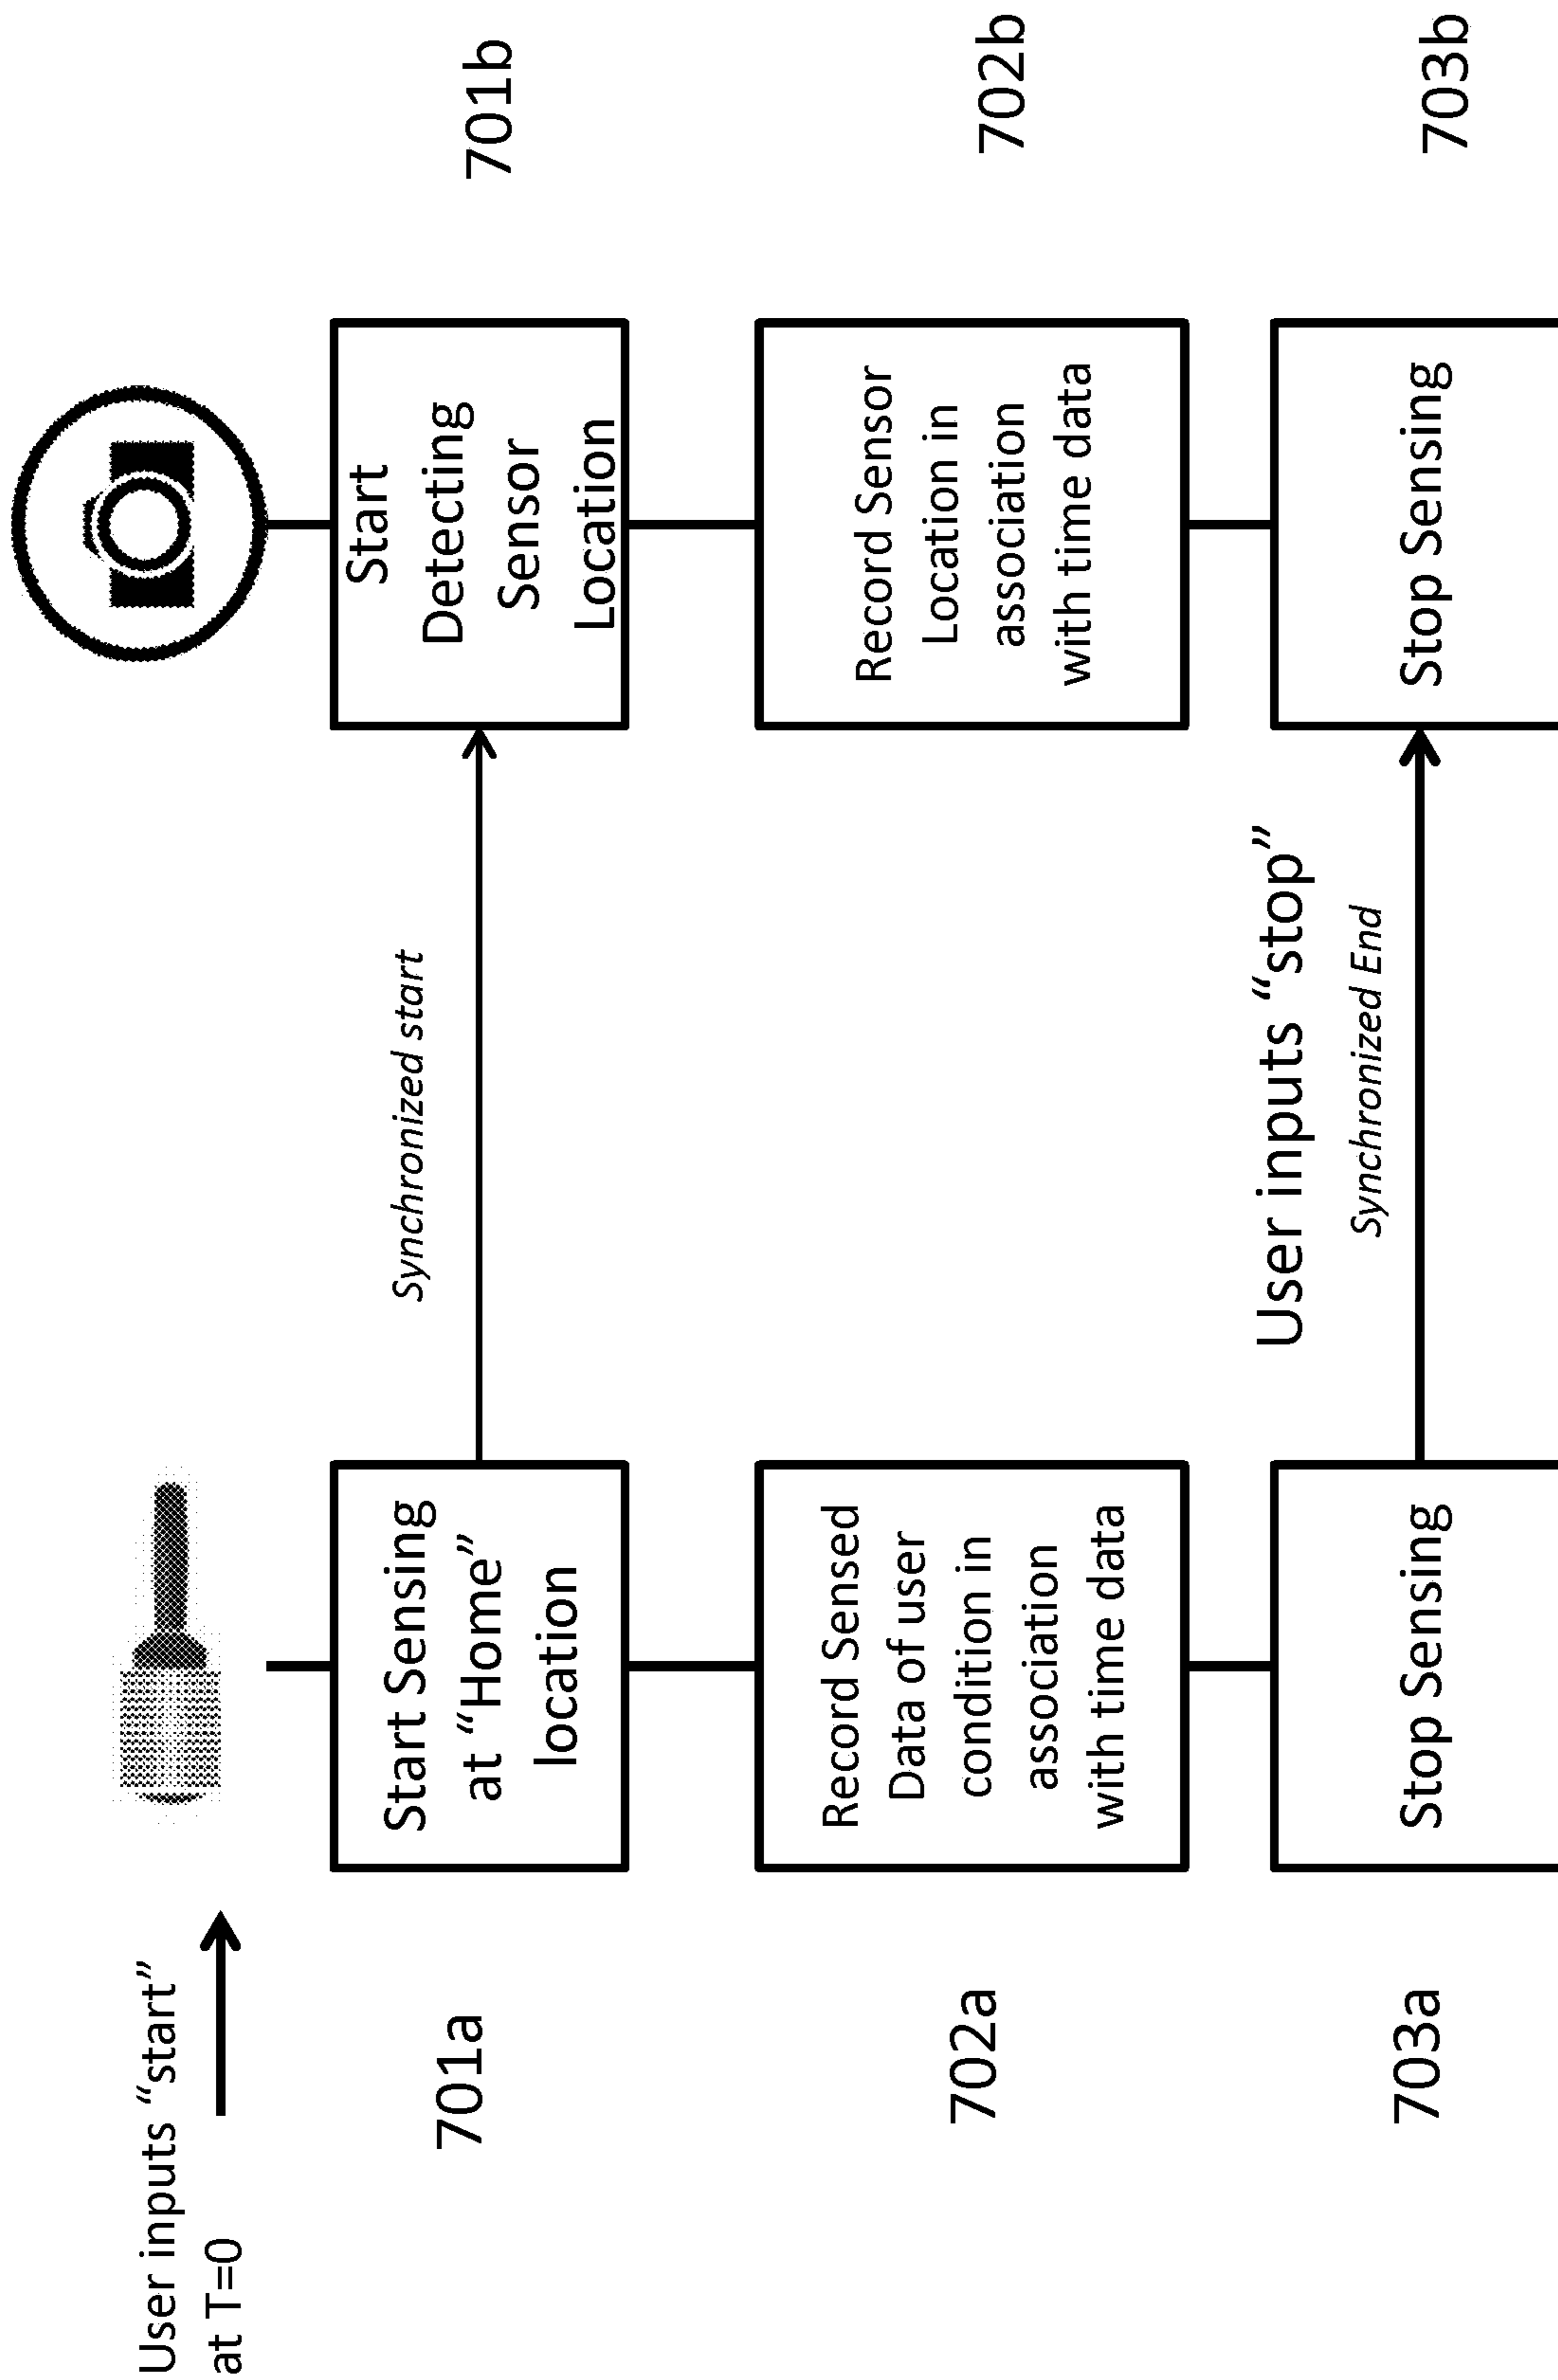 User inputs “start”
at T=0
701a
Start Sensing
at “Home”
location
Synchronized start
Start
Detecting
Sensor
Location
701b
702a
Record Sensed
Data of user
condition in
association
with time data
Record Sensor
Location in
association
with time data
702b
User inputs “stop”
Synchronized End
703a
Stop Sensing
Stop Sensing
703b